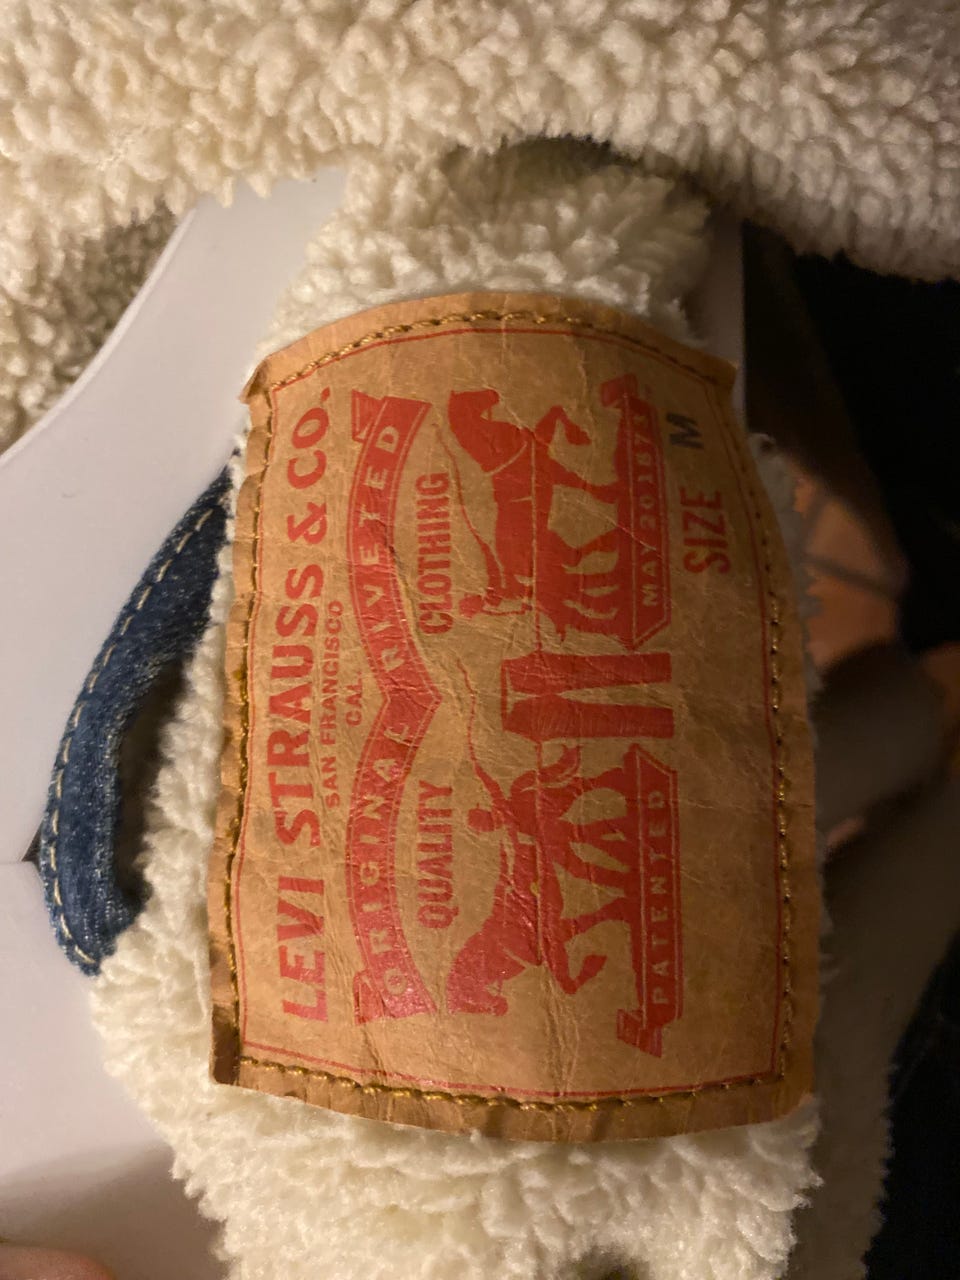 LEVI STRAUSS & CO.
SAN FRANCISCO
CAL.
ORIGINAL RIVETED
QUALITY CLOTHING
PATENTED MAY 20 1873
SIZE M